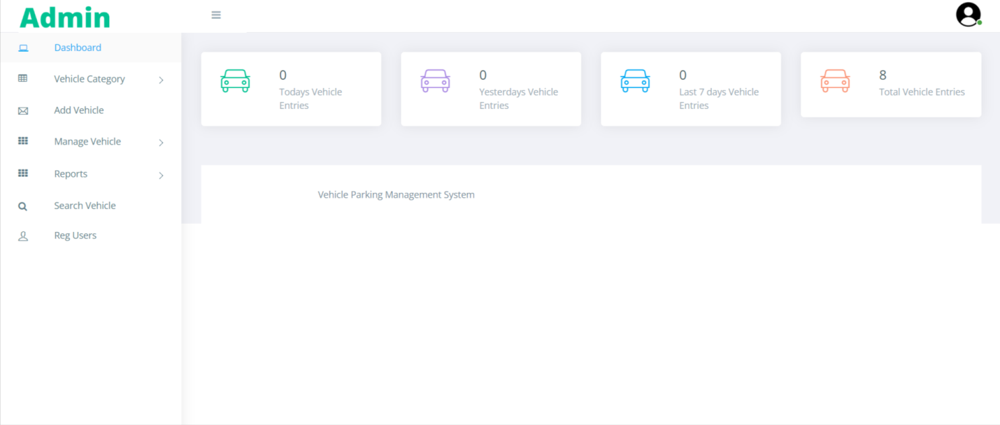 Admin
Dashboard
Vehicle Category
Add Vehicle
Manage Vehicle
Reports
Search Vehicle
Reg Users
0
Todays Vehicle
Entries
0
Yesterdays Vehicle
Entries
0
Last 7 days Vehicle
Entries
8
Total Vehicle Entries
Vehicle Parking Management System